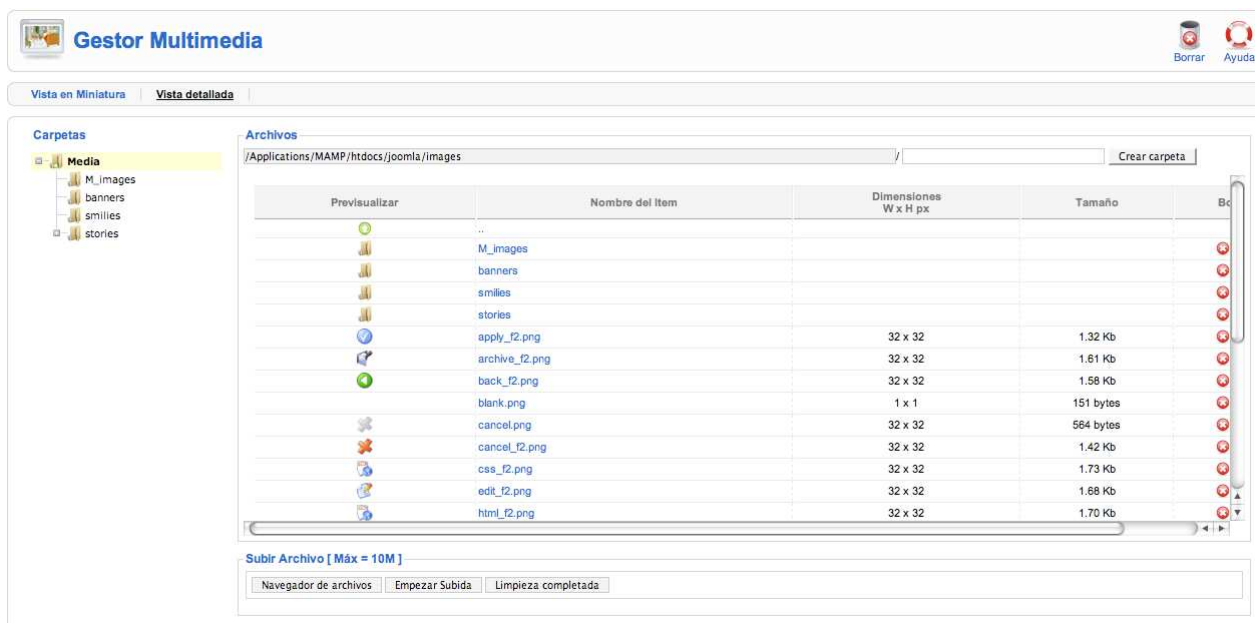 Gestor Multimedia
Borrar
Ayuda
Vista en Miniatura
Vista detallada
Carpetas
Media
M_images
banners
smilies
stories
Archivos
/Applications/MAMP/htdocs/joomla/images
/
Crear carpeta
Previsualizar Nombre del Item Dimensiones W x H px Tamaño Bo
..
M_images
banners
smilies
stories
apply_f2.png 32 x 32 1.32 Kb
archive_f2.png 32 x 32 1.61 Kb
back_f2.png 32 x 32 1.58 Kb
blank.png 1 x 1 151 bytes
cancel.png 32 x 32 564 bytes
cancel_f2.png 32 x 32 1.42 Kb
css_f2.png 32 x 32 1.73 Kb
edit_f2.png 32 x 32 1.68 Kb
html_f2.png 32 x 32 1.70 Kb
Subir Archivo [ Máx = 10M ]
Navegador de archivos
Empezar Subida
Limpieza completada